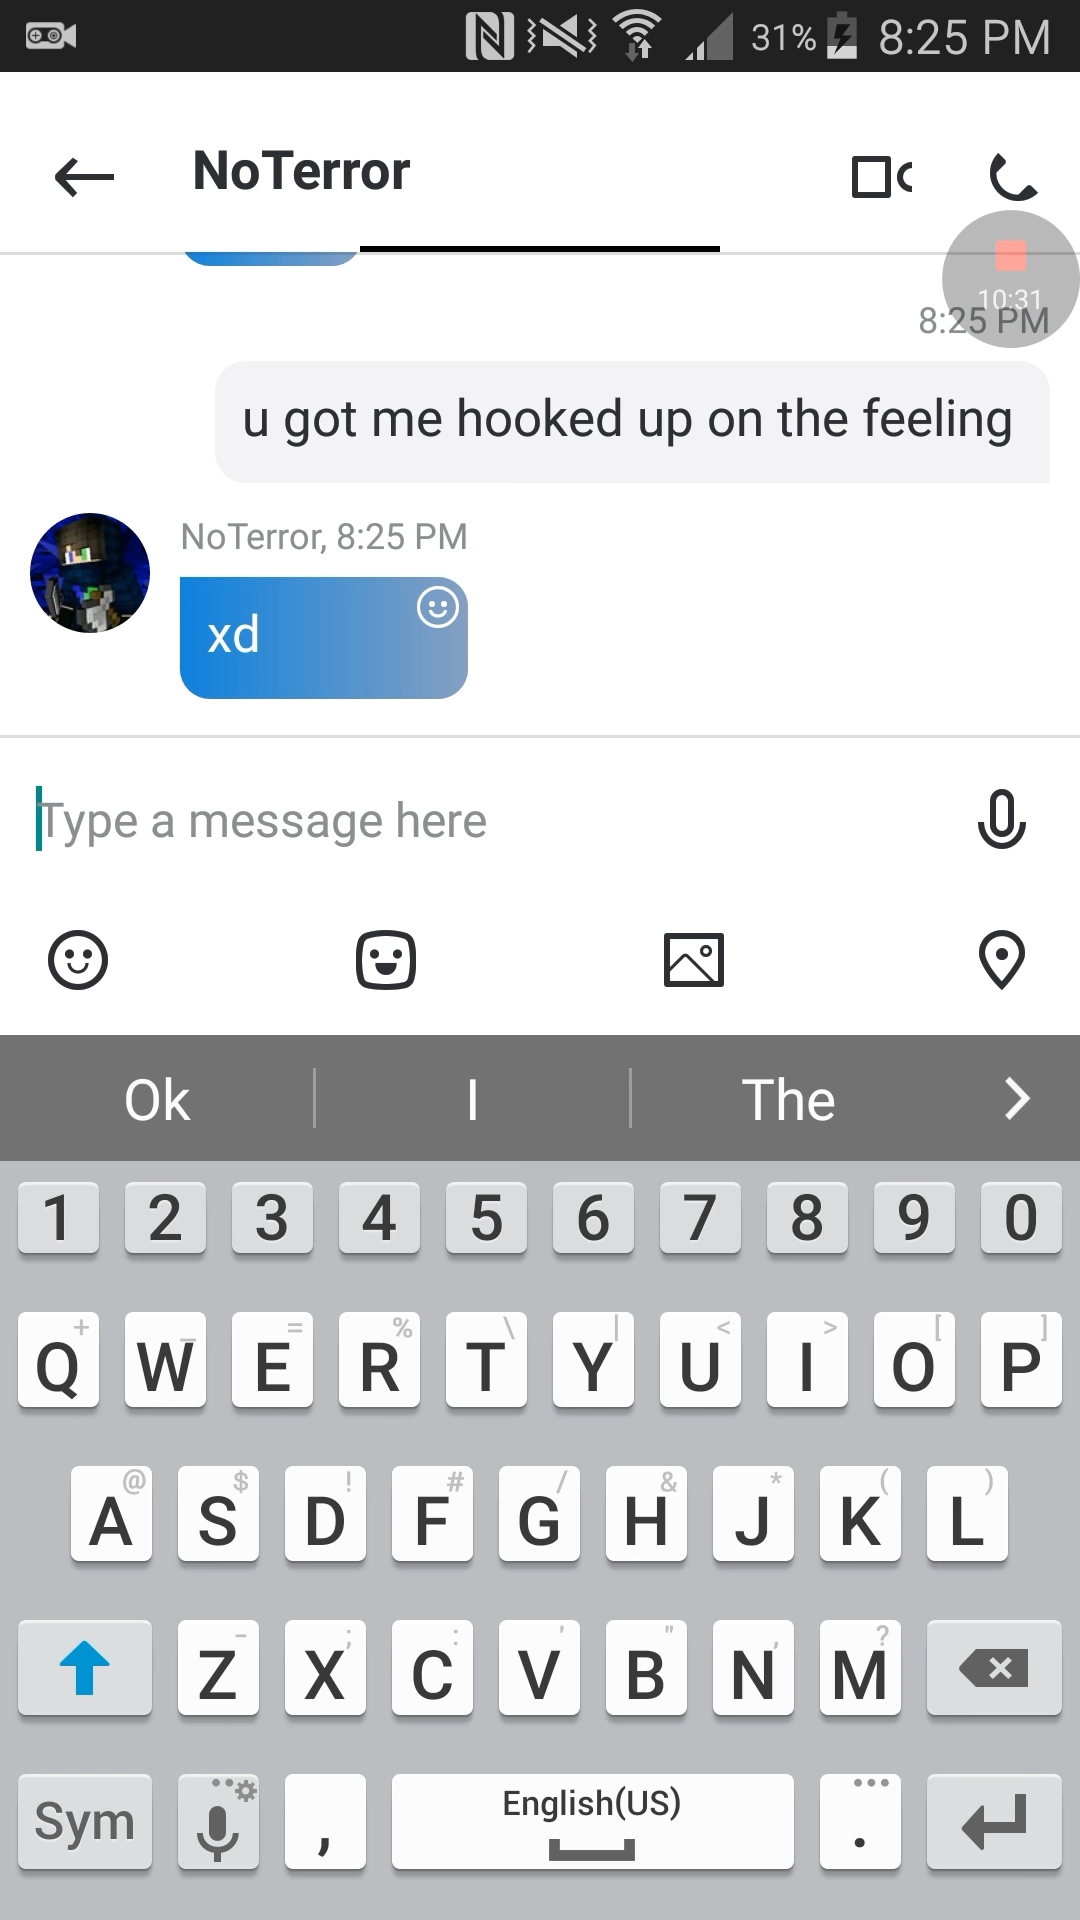 31% 8:25 PM
NoTerror
10:31
8:25 PM
u got me hooked up on the feeling
NoTerror, 8:25 PM
xd
Type a message here
Ok I The
1 2 3 4 5 6 7 8 9 0
+ _ = % \ | < > [ ]
Q W E R T Y U I O P
@ $ ! # / & * ( )
A S D F G H J K L
- ; : ' " , ?
Z X C V B N M
Sym , English(US) .